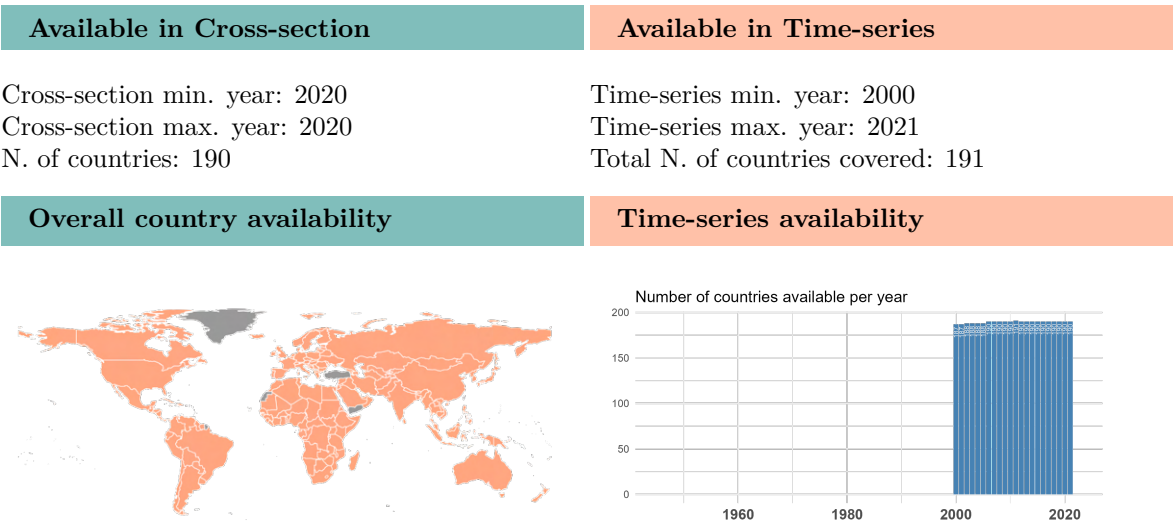 Available in Cross-section
Available in Time-series
Cross-section min. year: 2020
Cross-section max. year: 2020
N. of countries: 190
Time-series min. year: 2000
Time-series max. year: 2021
Total N. of countries covered: 191
Overall country availability
Time-series availability
Number of countries available per year
200
150
100
50
0
1960 1980 2000 2020